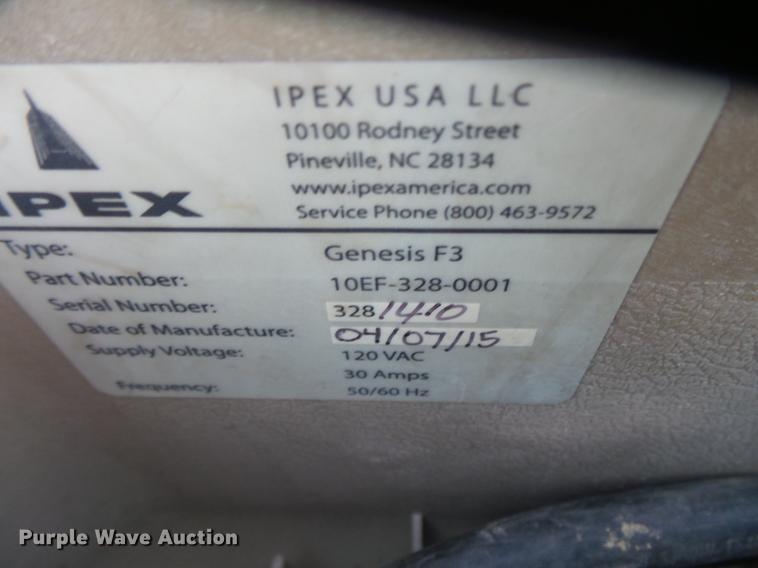 IPEX USA LLC
10100 Rodney Street
Pineville, NC 28134
www.ipexamerica.com
Service Phone (800) 463-9572
IPEX
Type: Genesis F3
Part Number: 10EF-328-0001
Serial Number: 3281410
Date of Manufacture: 04/07/15
Supply Voltage: 120 VAC
30 Amps
Frequency: 50/60 Hz
Purple Wave Auction